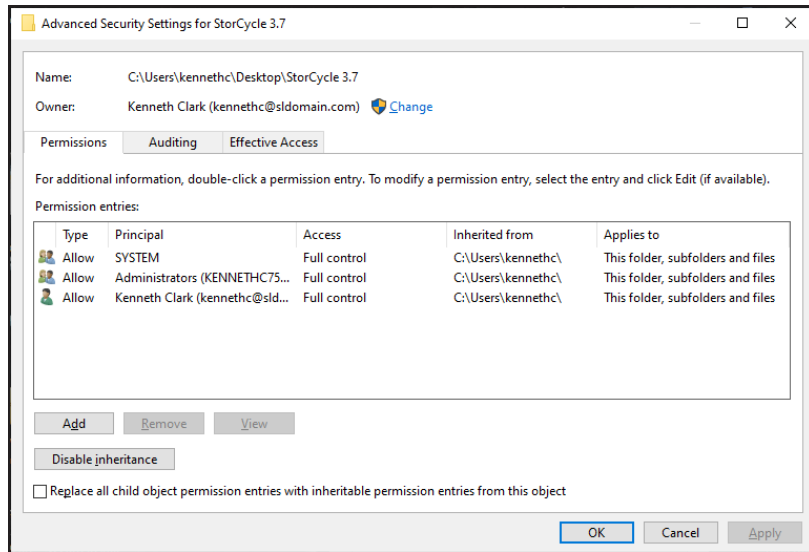 Advanced Security Settings for StorCycle 3.7
Name: C:\Users\kennethc\Desktop\StorCycle 3.7
Owner: Kenneth Clark (kennethc@sldomain.com) Change
Permissions Auditing Effective Access
For additional information, double-click a permission entry. To modify a permission entry, select the entry and click Edit (if available).
Permission entries:
Type Principal Access Inherited from Applies to
Allow SYSTEM Full control C:\Users\kennethc\ This folder, subfolders and files
Allow Administrators (KENNETHC75... Full control C:\Users\kennethc\ This folder, subfolders and files
Allow Kenneth Clark (kennethc@sld... Full control C:\Users\kennethc\ This folder, subfolders and files
Add Remove View
Disable inheritance
Replace all child object permission entries with inheritable permission entries from this object
OK Cancel Apply